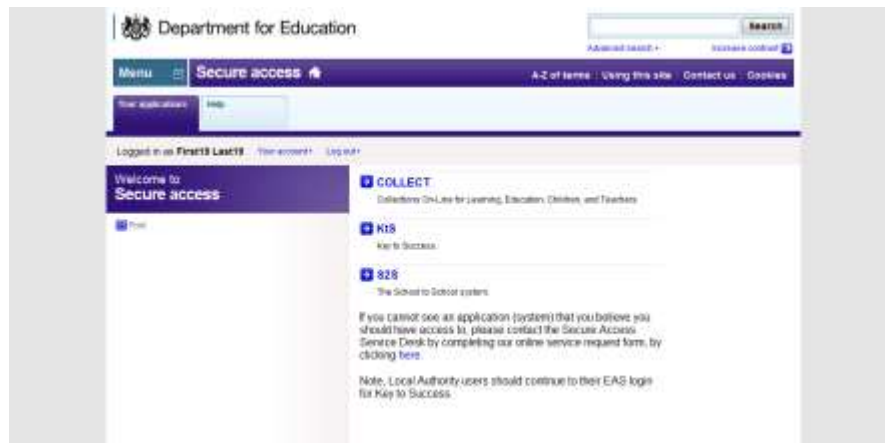 Department for Education
Search
Advanced search
Increase contrast
Menu
Secure access
A-Z of terms
Using this site
Contact us
Cookies
Your applications
Help
Logged in as First19 Last19
Your account
Log out
Welcome to
Secure access
Print
COLLECT
Collections On-Line for Learning, Education, Children, and Teachers
KtS
Key to Success
S2S
The School to School system
If you cannot see an application (system) that you believe you
should have access to, please contact the Secure Access
Service Desk by completing our online service request form, by
clicking here.
Note, Local Authority users should continue to their EAS login
for Key to Success